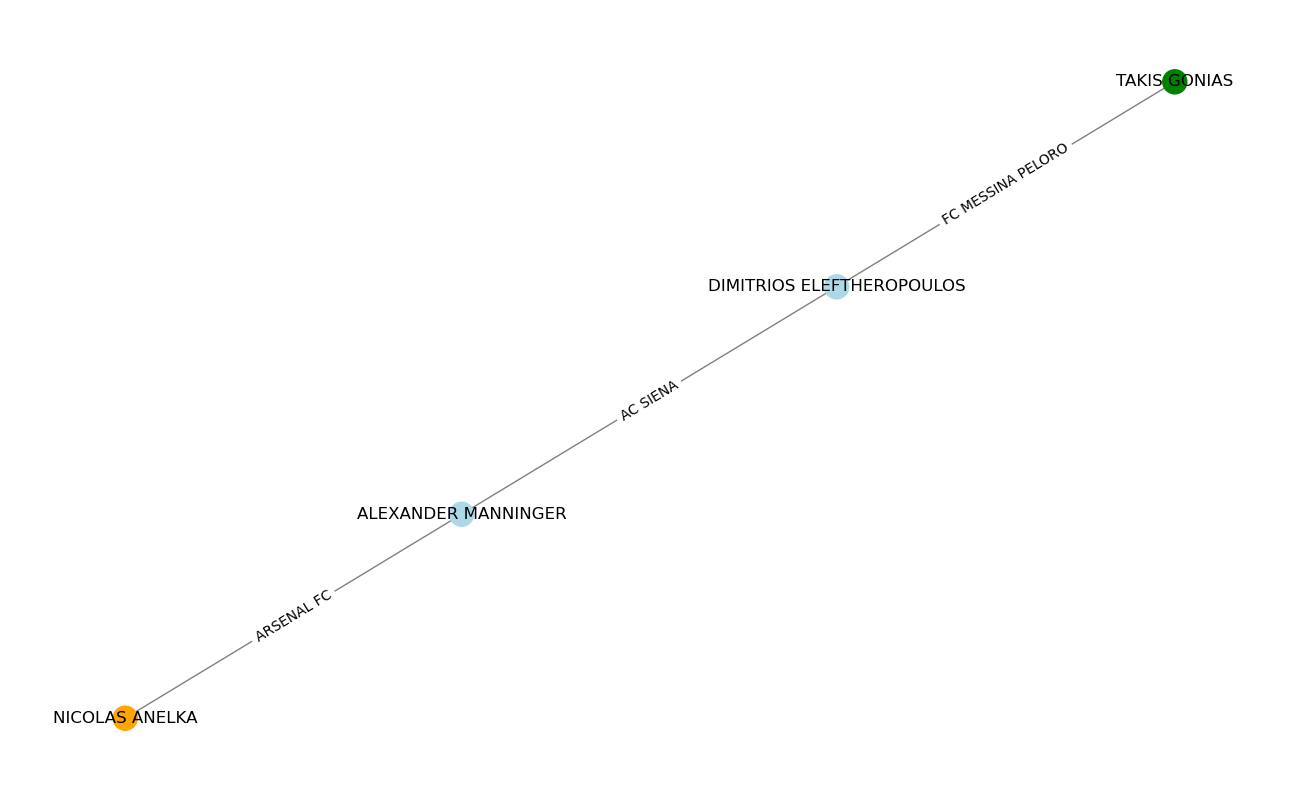 TAKIS GONIAS
FC MESSINA PELORO
DIMITRIOS ELEFTHEROPOULOS
AC SIENA
ALEXANDER MANNINGER
ARSENAL FC
NICOLAS ANELKA